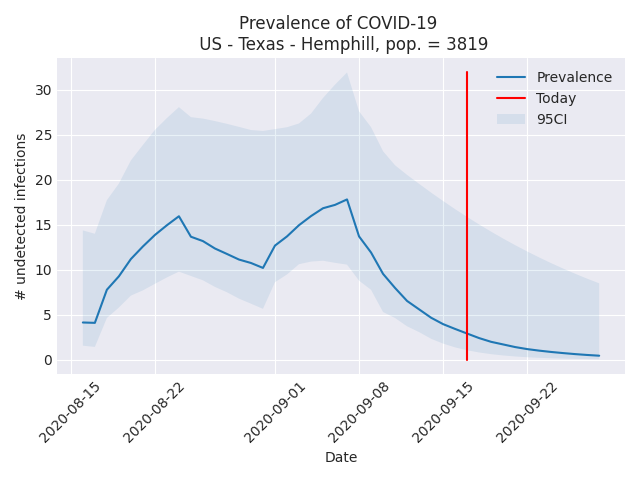 Prevalence of COVID-19
US - Texas - Hemphill, pop. = 3819
Prevalence
Today
95CI
# undetected infections
30
25
20
15
10
5
0
2020-08-15
2020-08-22
2020-09-01
2020-09-08
2020-09-15
2020-09-22
Date